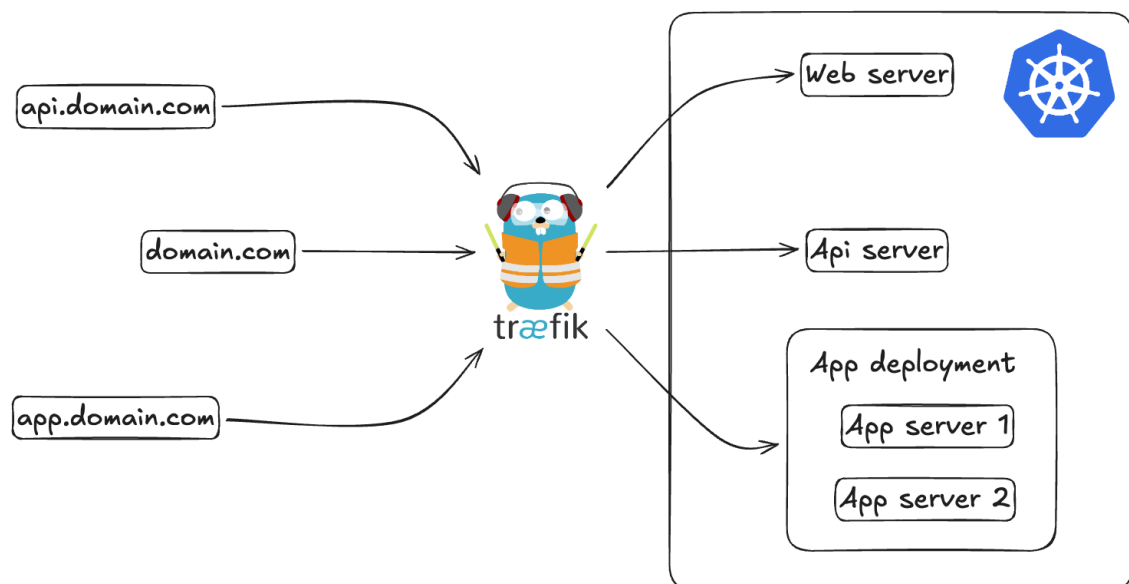 api.domain.com
domain.com
app.domain.com
træfik
Web server
Api server
App deployment
App server 1
App server 2